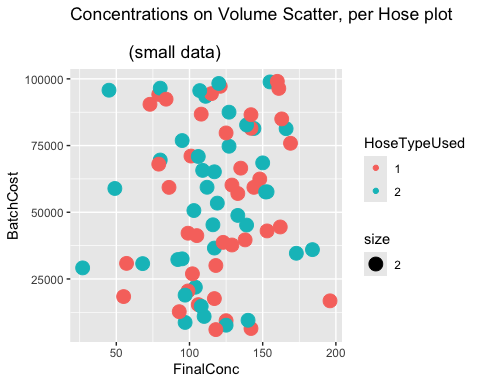 Concentrations on Volume Scatter, per Hose plot
(small data)
100000
75000
50000
25000
BatchCost
50
100
150
200
FinalConc
HoseTypeUsed
1
2
size
2